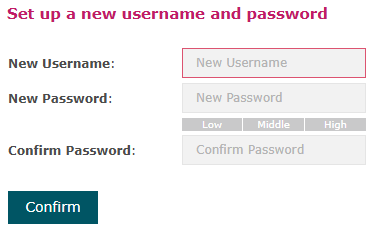 Set up a new username and password
New Username: New Username
New Password: New Password
Low Middle High
Confirm Password: Confirm Password
Confirm